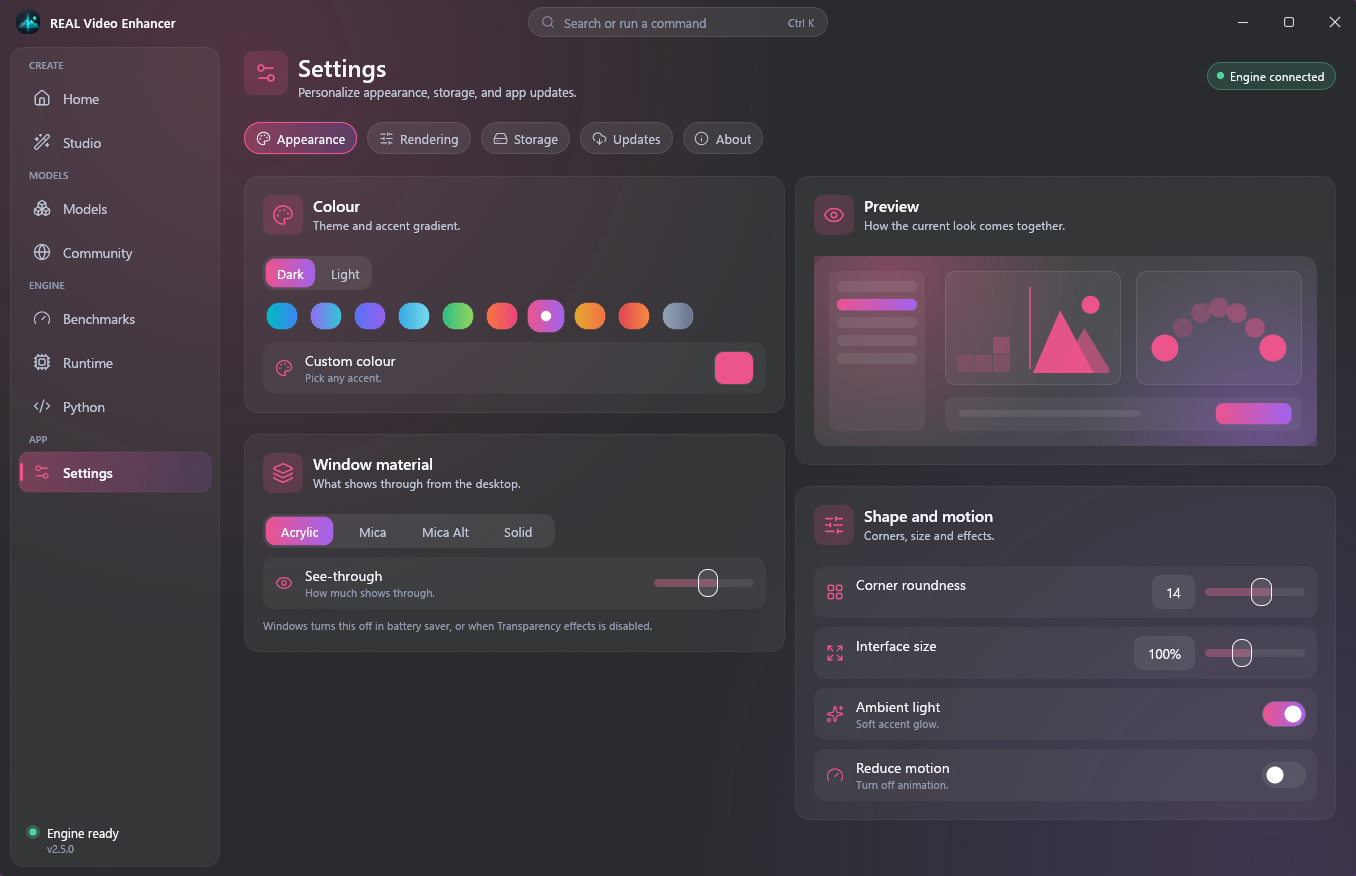 REAL Video Enhancer
Search or run a command
Ctrl K
CREATE
Home
Studio
MODELS
Models
Community
ENGINE
Benchmarks
Runtime
Python
APP
Settings
Engine ready
v2.5.0
Settings
Personalize appearance, storage, and app updates.
Engine connected
Appearance
Rendering
Storage
Updates
About
Colour
Theme and accent gradient.
Dark
Light
Custom colour
Pick any accent.
Window material
What shows through from the desktop.
Acrylic
Mica
Mica Alt
Solid
See-through
How much shows through.
Windows turns this off in battery saver, or when Transparency effects is disabled.
Preview
How the current look comes together.
Shape and motion
Corners, size and effects.
Corner roundness
14
Interface size
100%
Ambient light
Soft accent glow.
Reduce motion
Turn off animation.